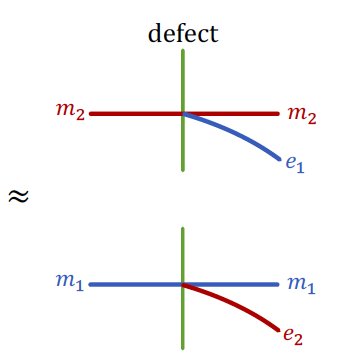 defect
m₂ m₂
e₁
≈
m₁ m₁
e₂